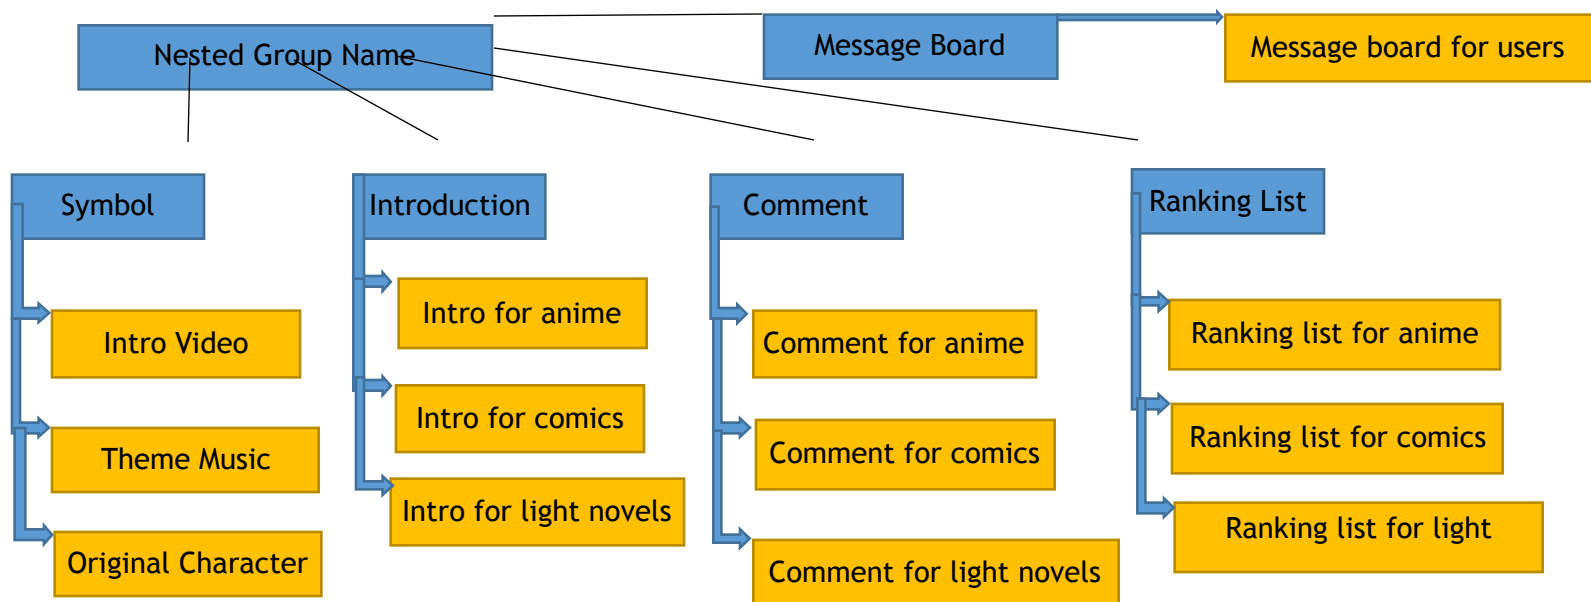 Nested Group Name
Message Board
Message board for users
Symbol
Introduction
Comment
Ranking List
Intro Video
Theme Music
Original Character
Intro for anime
Intro for comics
Intro for light novels
Comment for anime
Comment for comics
Comment for light novels
Ranking list for anime
Ranking list for comics
Ranking list for light